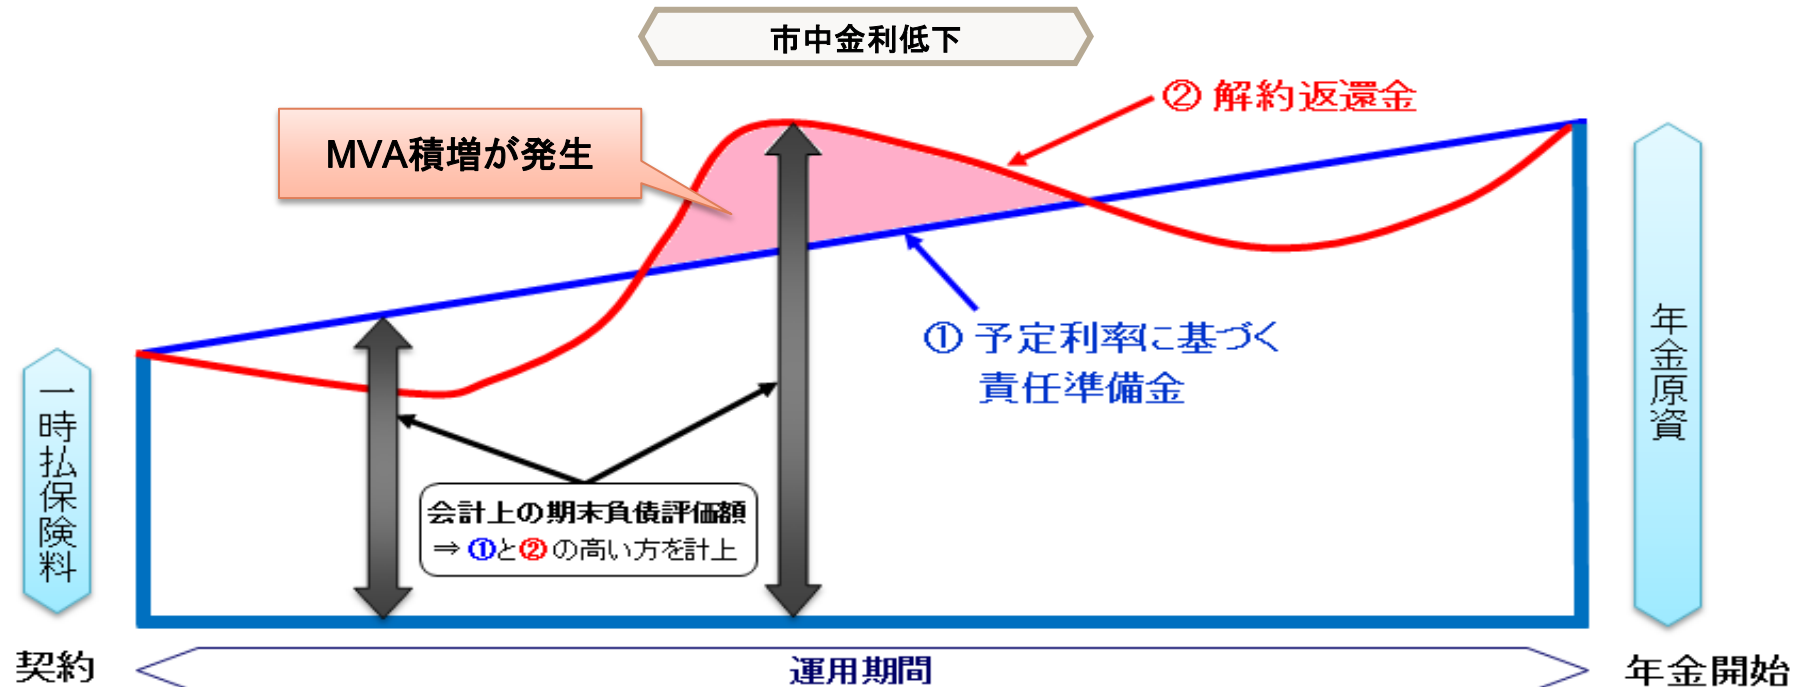 市中金利低下
② 解約返還金
MVA積増が発生
① 予定利率に基づく
責任準備金
一時払保険料
年金原資
会計上の期末負債評価額
⇒ ①と②の高い方を計上
契約
運用期間
年金開始